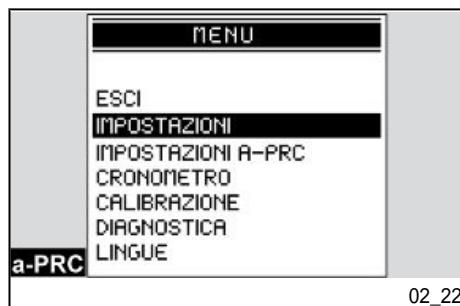 MENU
ESCI
IMPOSTAZIONI
IMPOSTAZIONI A-PRC
CRONOMETRO
CALIBRAZIONE
DIAGNOSTICA
LINGUE
a-PRC
02_22